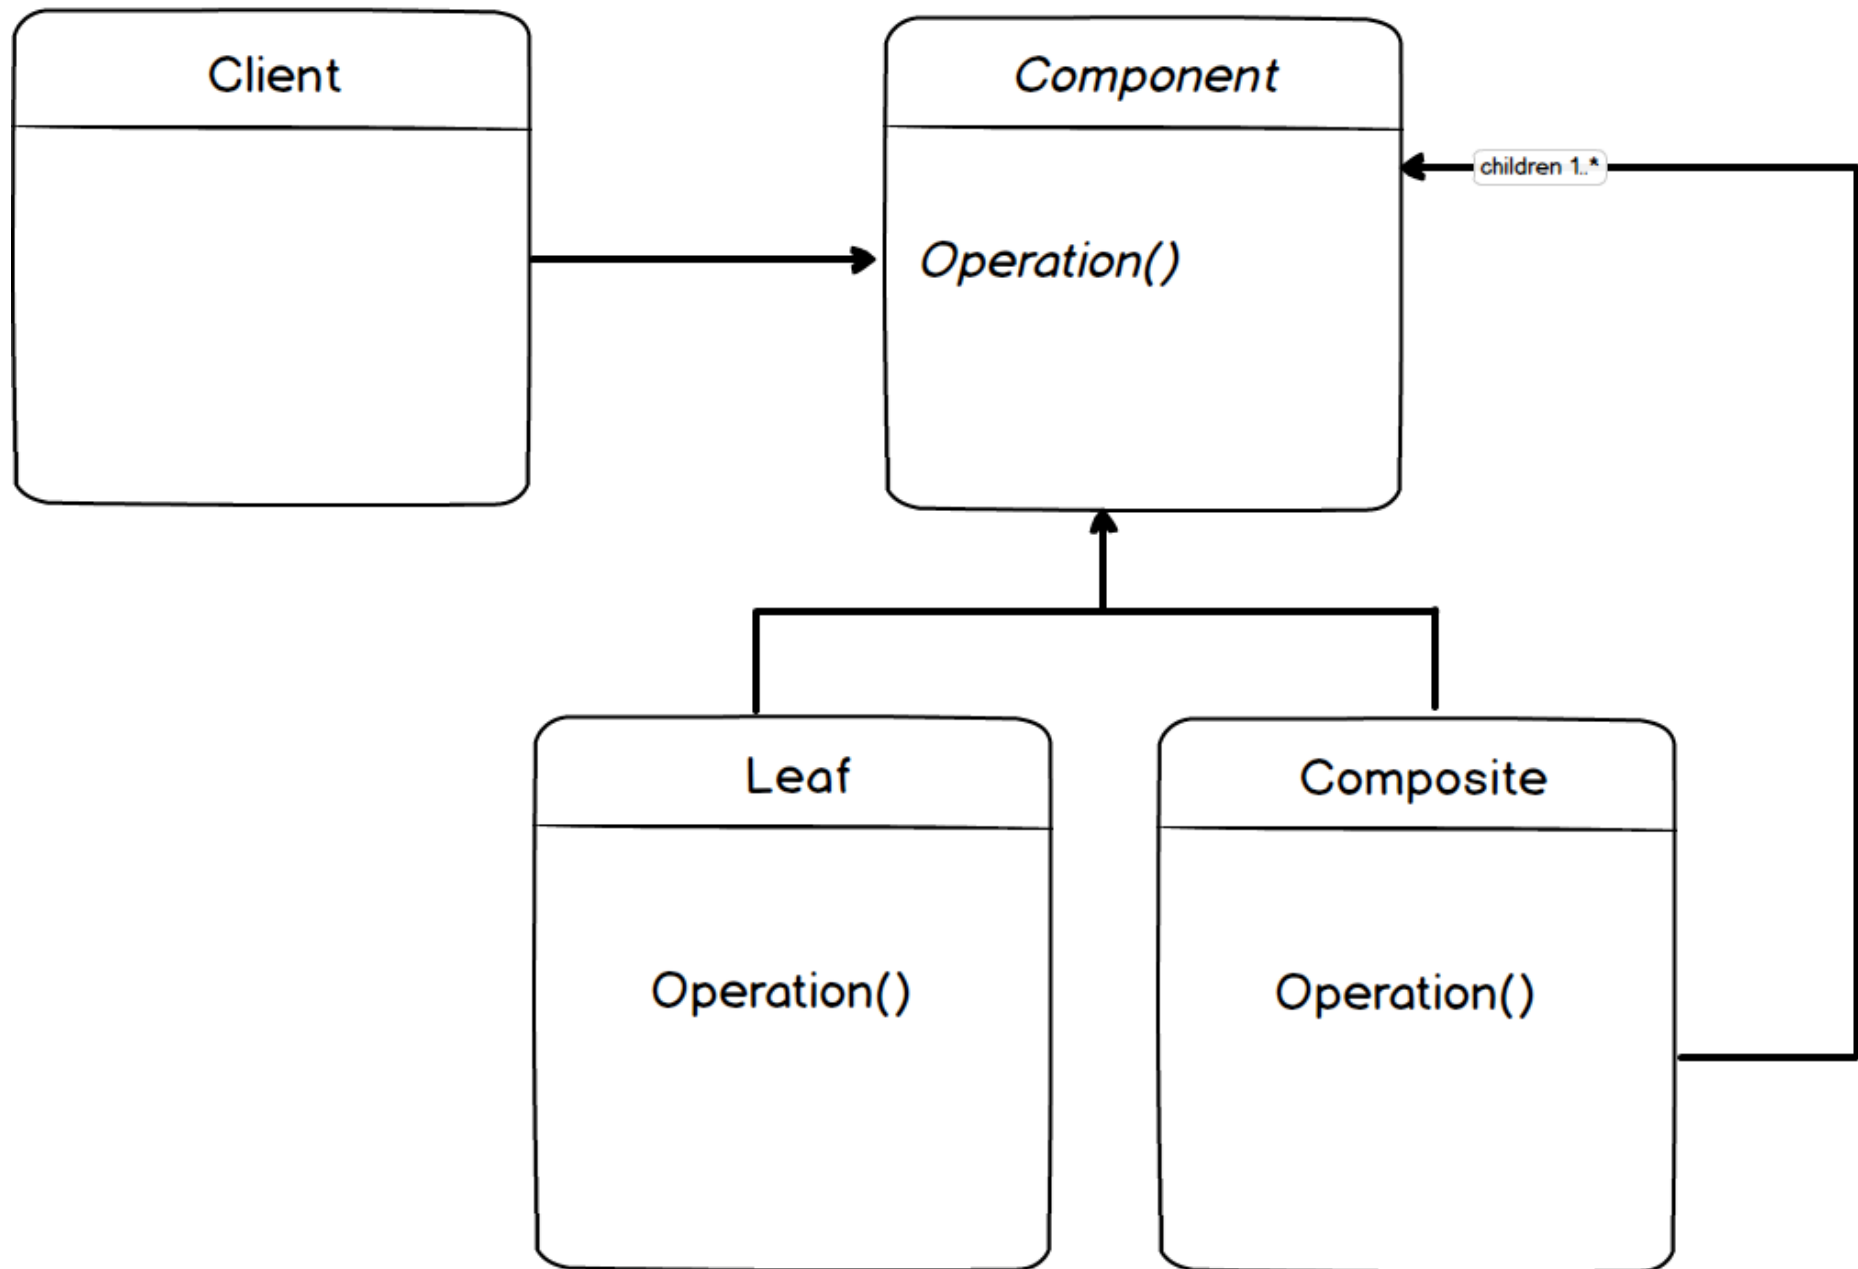 Client
Component
children 1..*
Operation()
Leaf
Composite
Operation()
Operation()